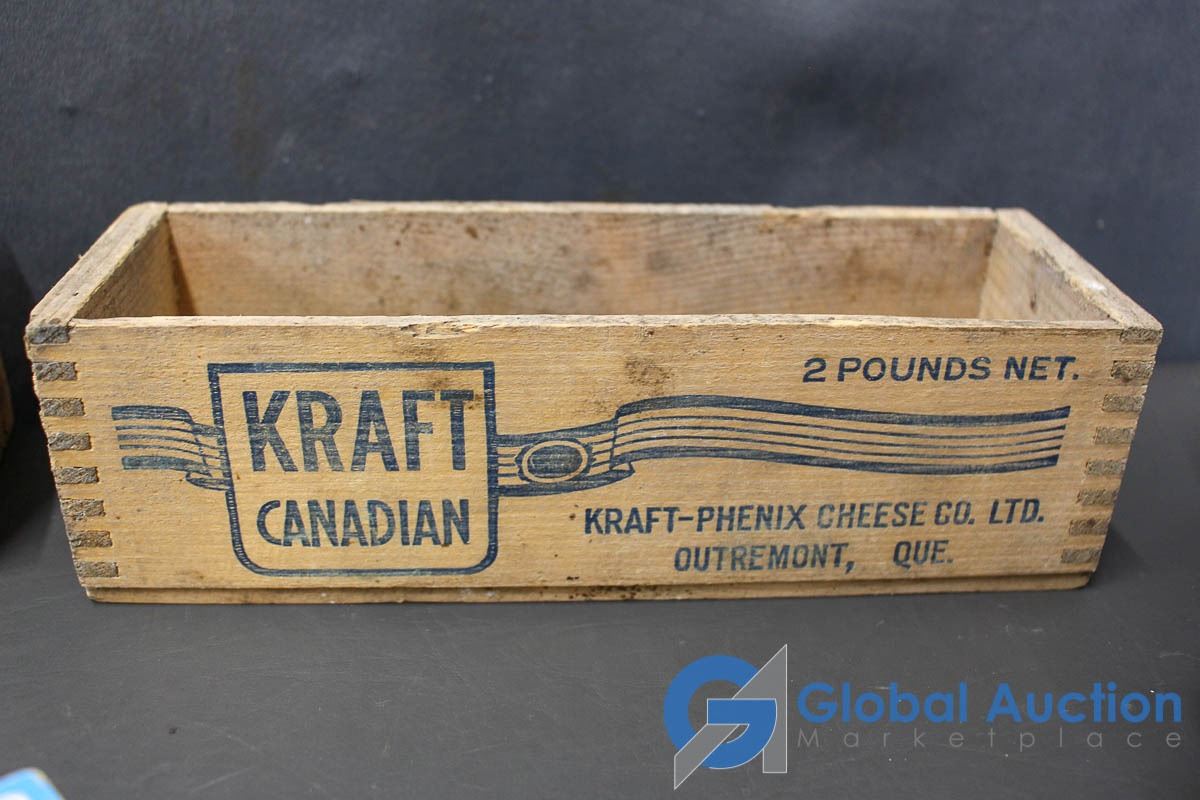 2 POUNDS NET.
KRAFT
CANADIAN
KRAFT-PHENIX CHEESE CO. LTD.
OUTREMONT, QUE.
Global Auction
Marketplace